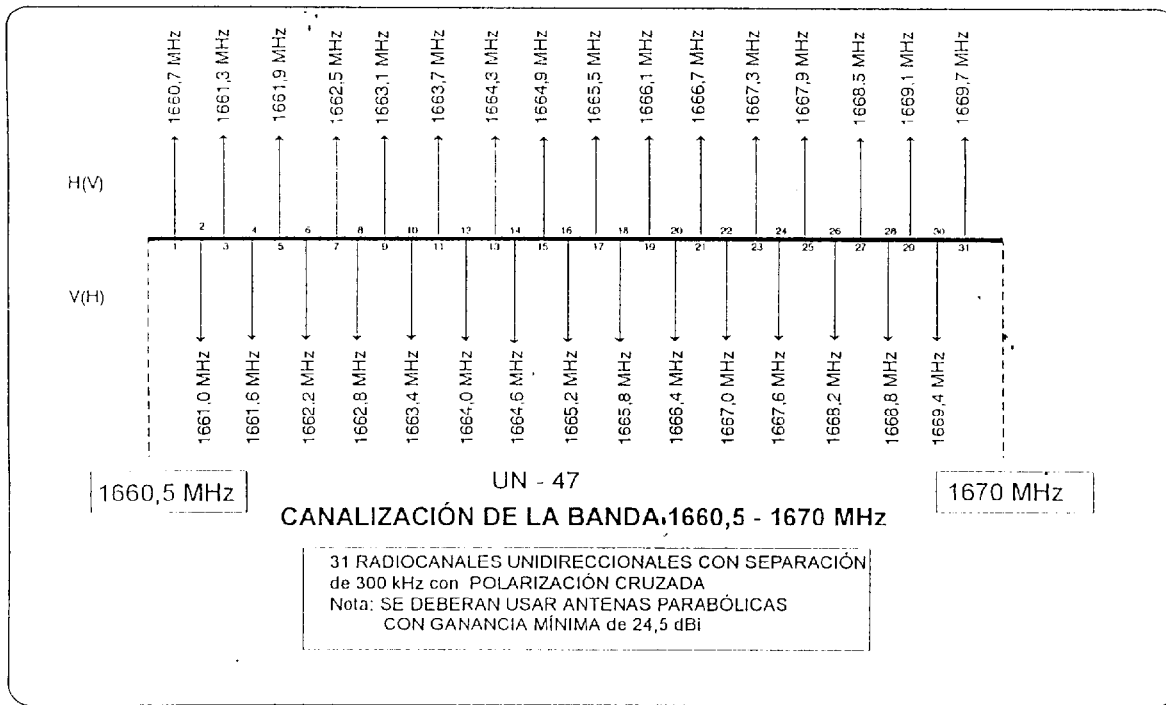 1660,7 MHz
1661,3 MHz
1661,9 MHz
1662,5 MHz
1663,1 MHz
1663,7 MHz
1664,3 MHz
1664,9 MHz
1665,5 MHz
1666,1 MHz
1666,7 MHz
1667,3 MHz
1667,9 MHz
1668,5 MHz
1669,1 MHz
1669,7 MHz
H(V)
2 4 6 8 10 12 14 16 18 20 22 24 26 28 30
1 3 5 7 9 11 13 15 17 19 21 23 25 27 29 31
V(H)
1661,0 MHz
1661,6 MHz
1662,2 MHz
1662,8 MHz
1663,4 MHz
1664,0 MHz
1664,6 MHz
1665,2 MHz
1665,8 MHz
1666,4 MHz
1667,0 MHz
1667,6 MHz
1668,2 MHz
1668,8 MHz
1669,4 MHz
1660,5 MHz
UN - 47
1670 MHz
CANALIZACIÓN DE LA BANDA 1660,5 - 1670 MHz
31 RADIOCANALES UNIDIRECCIONALES CON SEPARACIÓN
de 300 kHz con POLARIZACIÓN CRUZADA
Nota: SE DEBERAN USAR ANTENAS PARABÓLICAS
CON GANANCIA MÍNIMA de 24,5 dBi